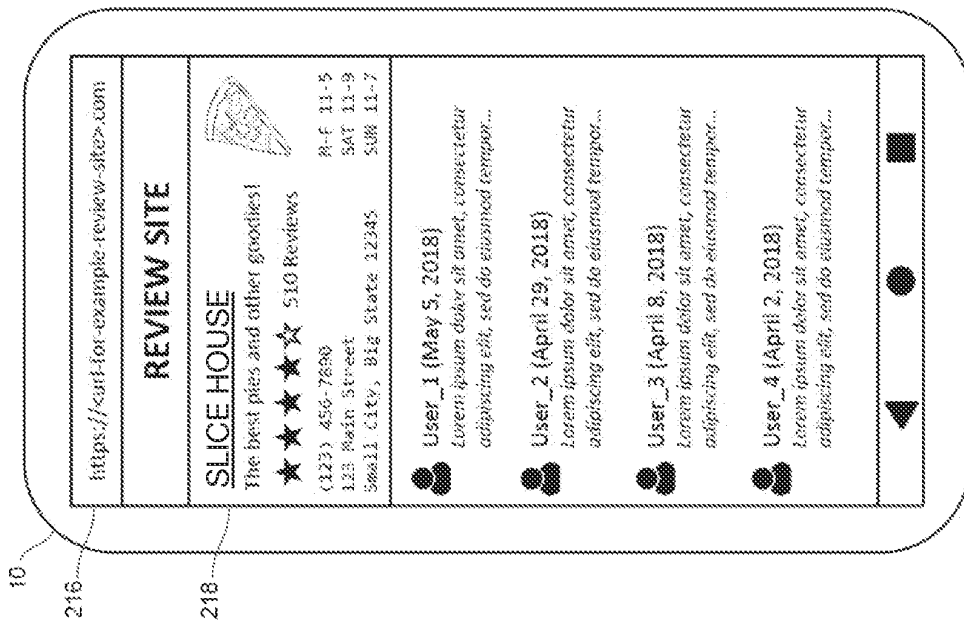 10
216
218
https://<url-for-example-review-site>.com
REVIEW SITE
SLICE HOUSE
The best pies and other goodies!
510 Reviews
(123) 456-7890
123 Main Street
Small City, Big State 12345
M-F 11-5
SAT 11-9
SUN 11-7
User_1 (May 5, 2018)
Lorem ipsum dolor sit amet, consectetur
adipiscing elit, sed do eiusmod tempor...
User_2 (April 29, 2018)
Lorem ipsum dolor sit amet, consectetur
adipiscing elit, sed do eiusmod tempor...
User_3 (April 8, 2018)
Lorem ipsum dolor sit amet, consectetur
adipiscing elit, sed do eiusmod tempor...
User_4 (April 2, 2018)
Lorem ipsum dolor sit amet, consectetur
adipiscing elit, sed do eiusmod tempor...